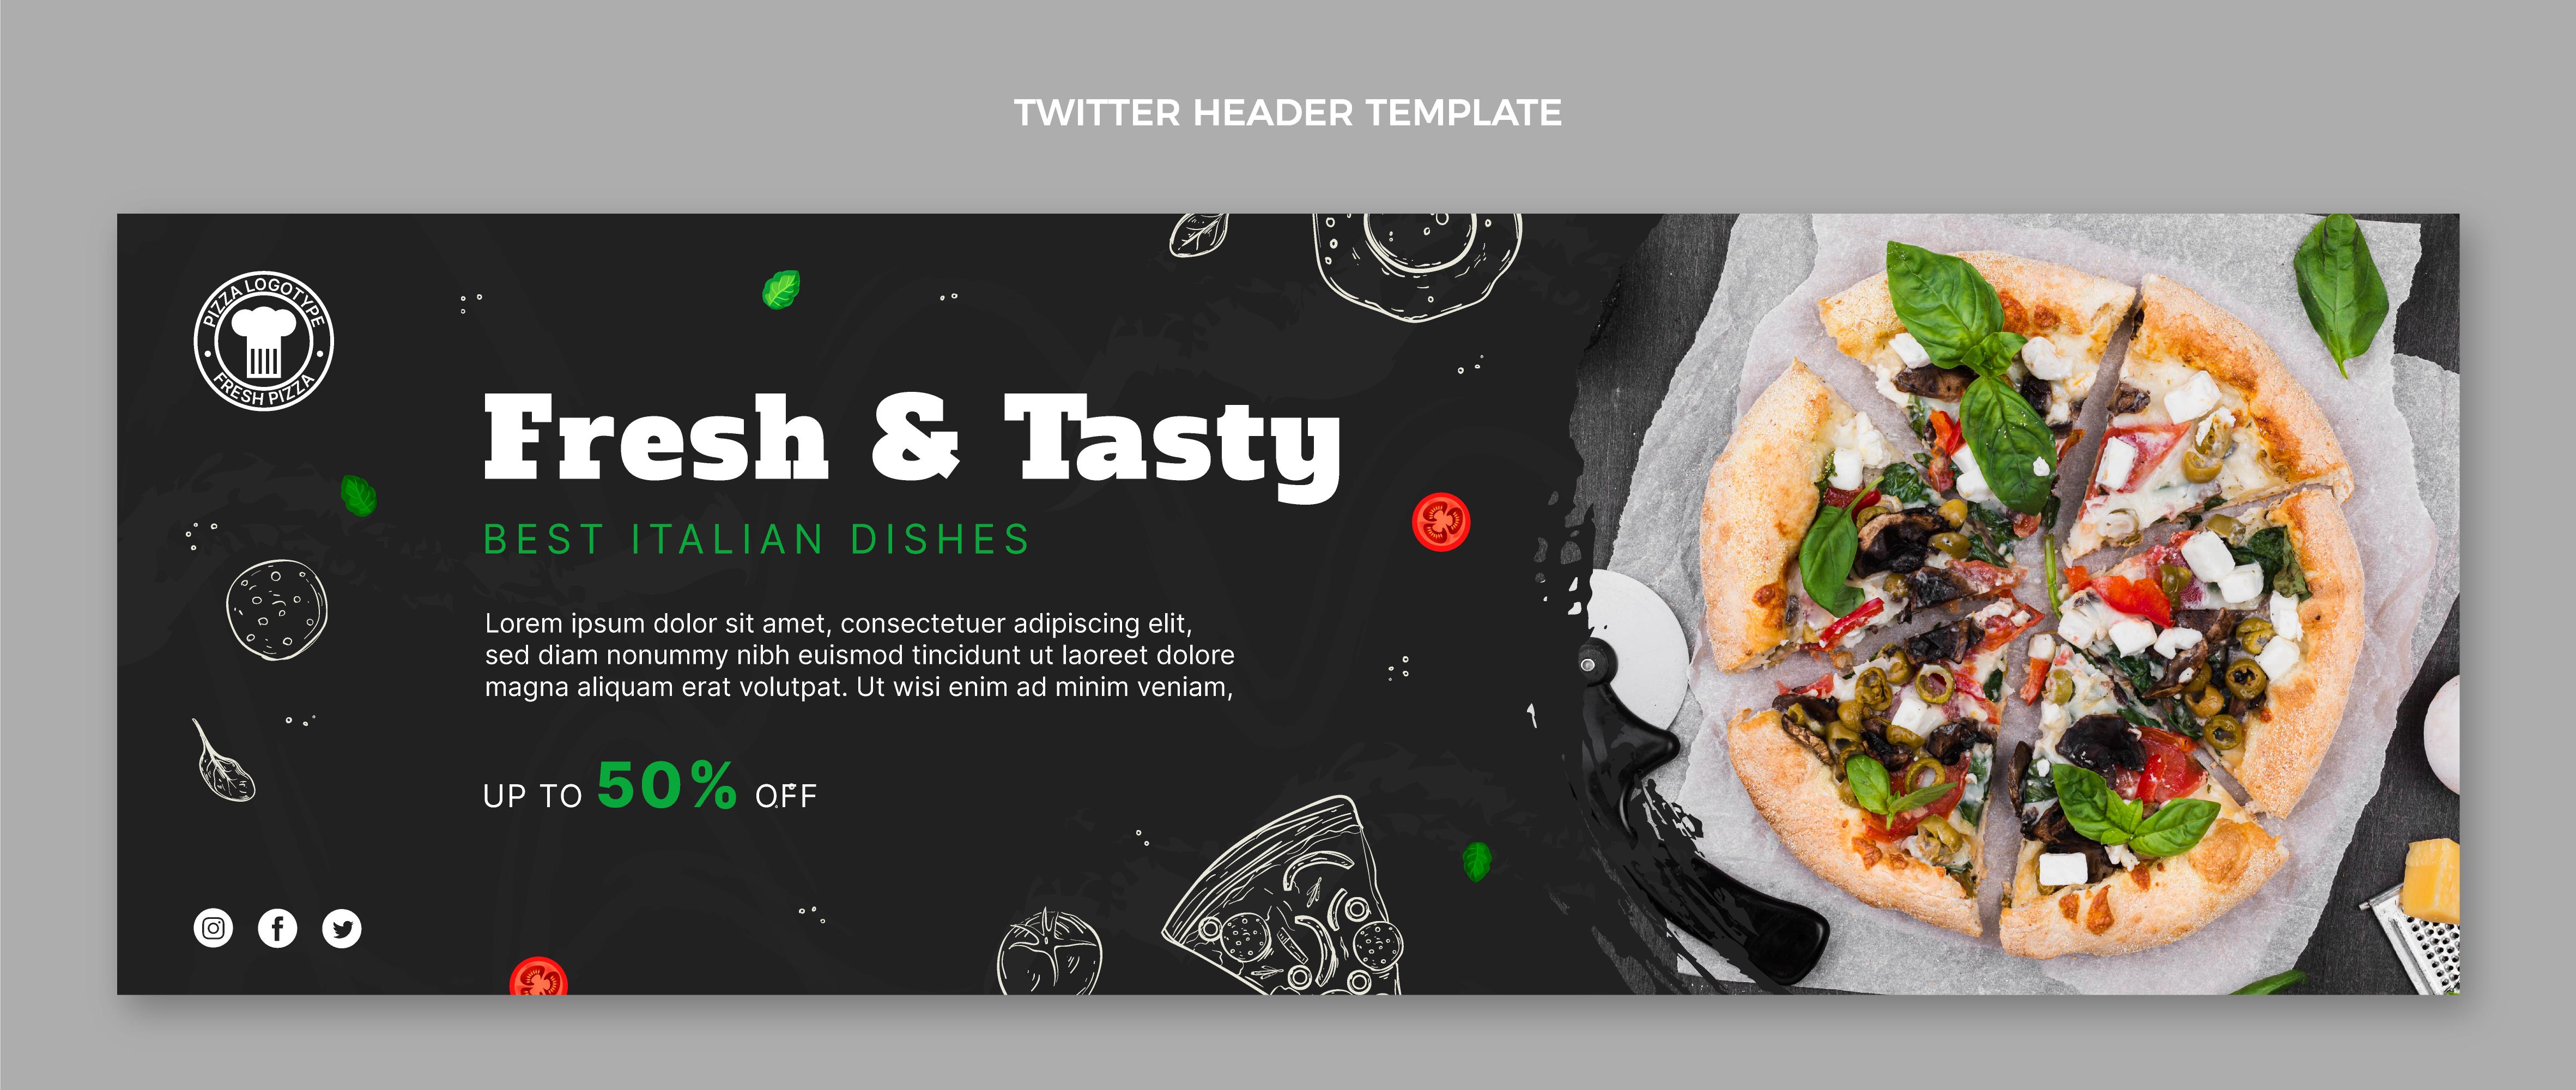 TWITTER HEADER TEMPLATE
PIZZA LOGOTYPE
FRESH PIZZA
Fresh & Tasty
BEST ITALIAN DISHES
Lorem ipsum dolor sit amet, consectetuer adipiscing elit,
sed diam nonummy nibh euismod tincidunt ut laoreet dolore
magna aliquam erat volutpat. Ut wisi enim ad minim veniam,
UP TO 50% OFF